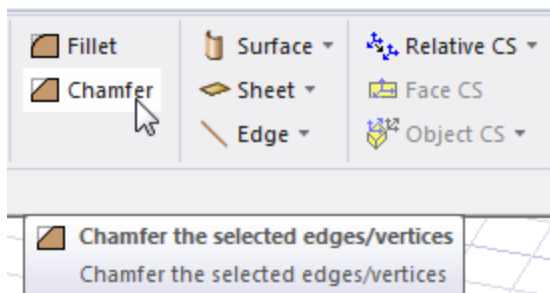 Fillet
Surface
Relative CS
Chamfer
Sheet
Face CS
Edge
Object CS
Chamfer the selected edges/vertices
Chamfer the selected edges/vertices